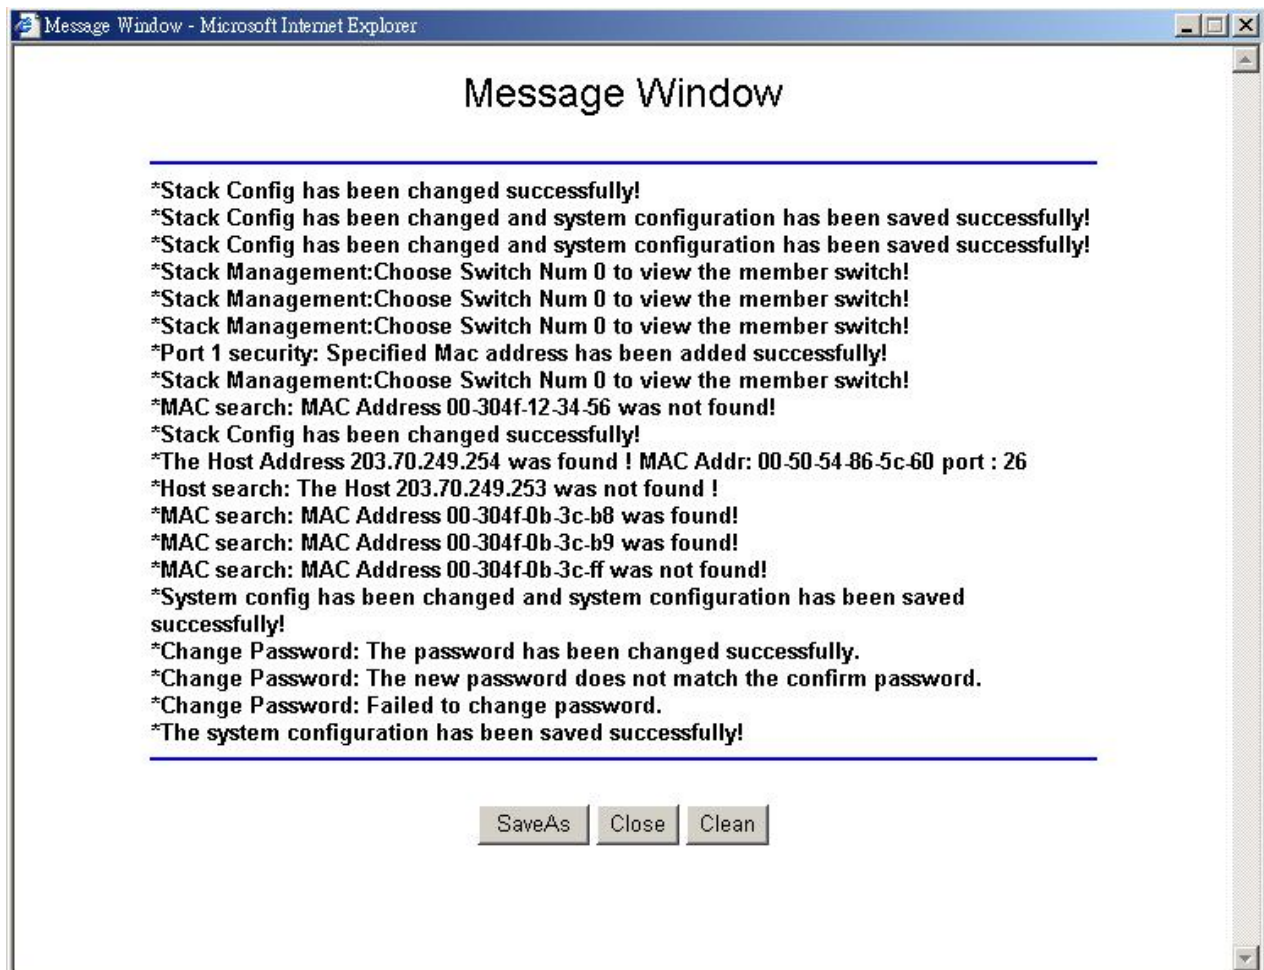 Message Window - Microsoft Internet Explorer
Message Window
*Stack Config has been changed successfully!
*Stack Config has been changed and system configuration has been saved successfully!
*Stack Config has been changed and system configuration has been saved successfully!
*Stack Management:Choose Switch Num 0 to view the member switch!
*Stack Management:Choose Switch Num 0 to view the member switch!
*Stack Management:Choose Switch Num 0 to view the member switch!
*Port 1 security: Specified Mac address has been added successfully!
*Stack Management:Choose Switch Num 0 to view the member switch!
*MAC search: MAC Address 00-304f-12-34-56 was not found!
*Stack Config has been changed successfully!
*The Host Address 203.70.249.254 was found ! MAC Addr: 00-50-54-86-5c-60 port : 26
*Host search: The Host 203.70.249.253 was not found !
*MAC search: MAC Address 00-304f-0b-3c-b8 was found!
*MAC search: MAC Address 00-304f-0b-3c-b9 was found!
*MAC search: MAC Address 00-304f-0b-3c-ff was not found!
*System config has been changed and system configuration has been saved
successfully!
*Change Password: The password has been changed successfully.
*Change Password: The new password does not match the confirm password.
*Change Password: Failed to change password.
*The system configuration has been saved successfully!
SaveAs Close Clean